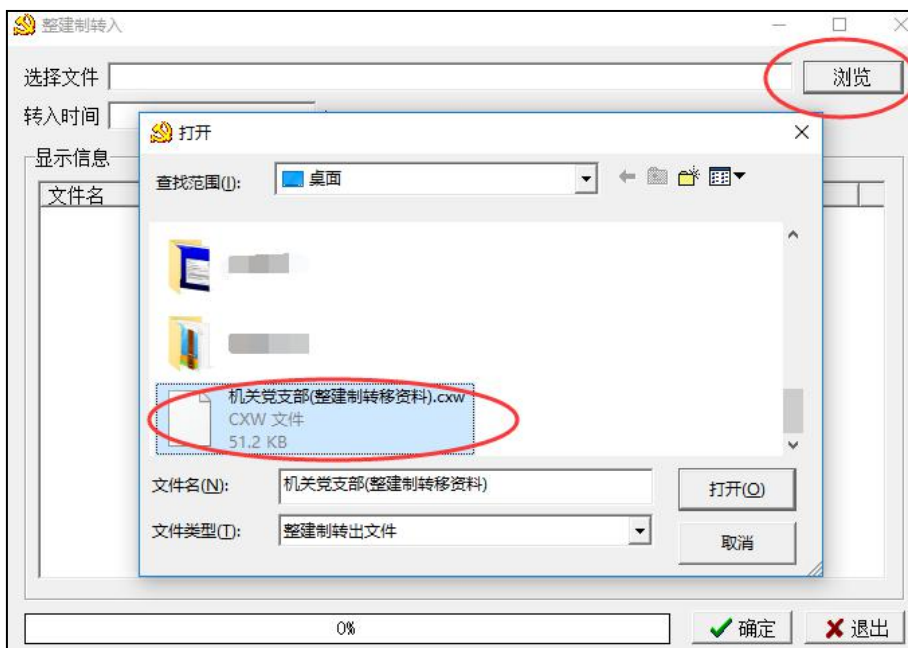 整建制转入
选择文件
浏览
转入时间
打开
显示信息
查找范围(I):
桌面
文件名
机关党支部(整建制转移资料).cxw
CXW 文件
51.2 KB
文件名(N):
机关党支部(整建制转移资料)
打开(O)
文件类型(T):
整建制转出文件
取消
0%
确定
退出